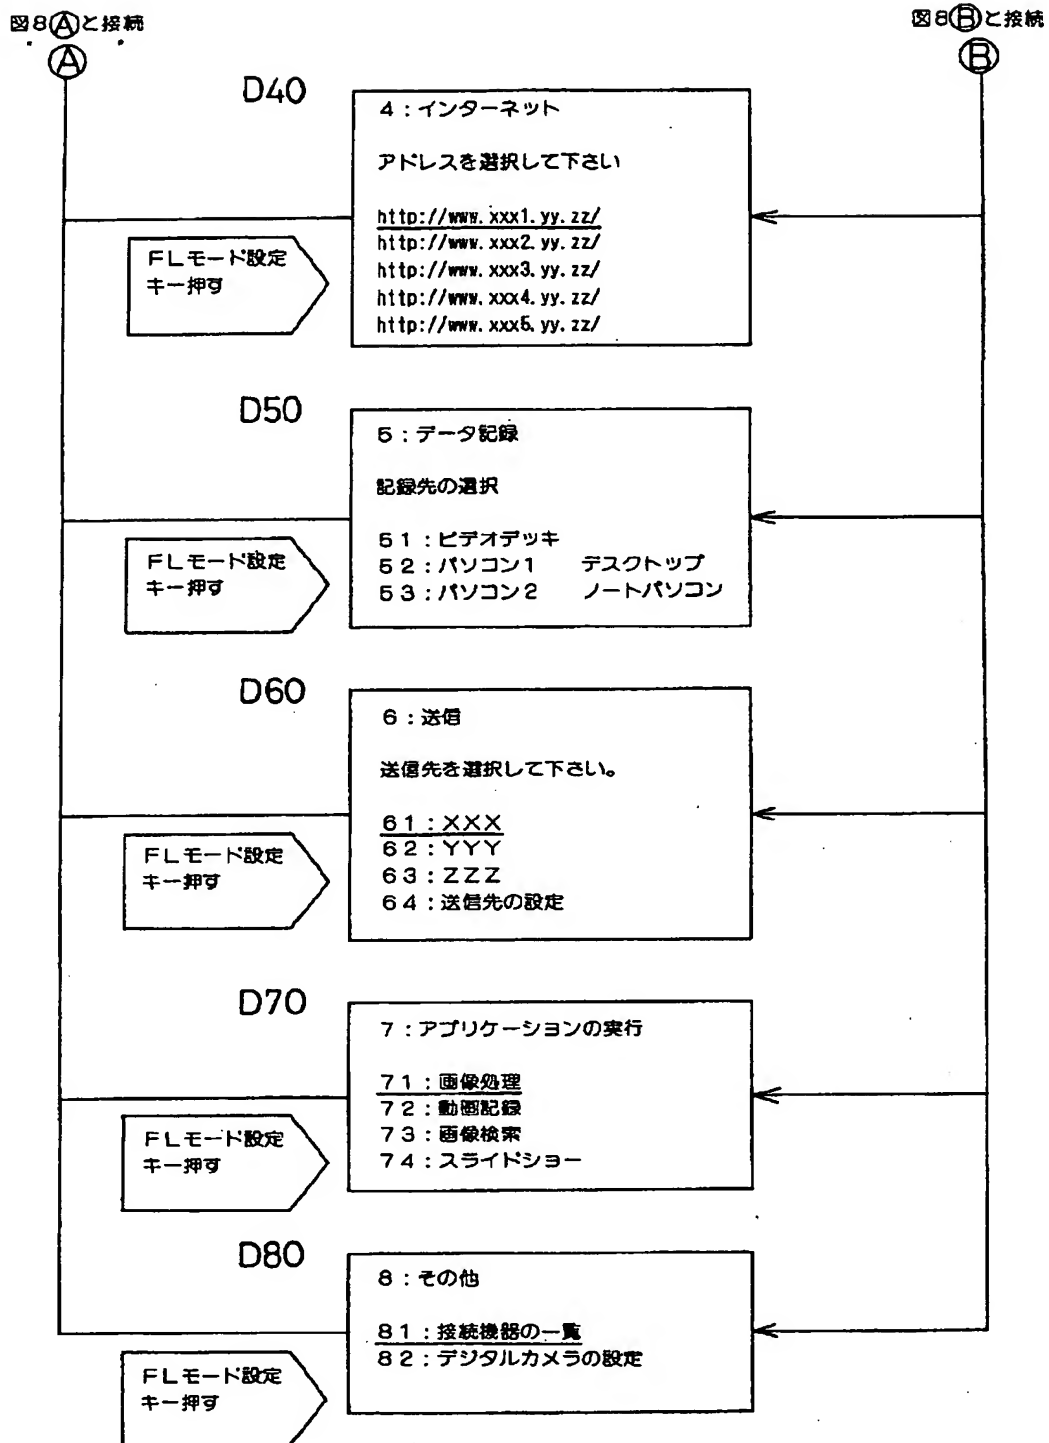 図8Ⓐと接続
図8Ⓑと接続
Ⓐ
Ⓑ
D40
4：インターネット
アドレスを選択して下さい
http://www.xxx1.yy.zz/
http://www.xxx2.yy.zz/
http://www.xxx3.yy.zz/
http://www.xxx4.yy.zz/
http://www.xxx5.yy.zz/
FLモード設定
キー押す
D50
5：データ記録
記録先の選択
51：ビデオデッキ
52：パソコン1 デスクトップ
53：パソコン2 ノートパソコン
FLモード設定
キー押す
D60
6：送信
送信先を選択して下さい。
61：XXX
62：YYY
63：ZZZ
64：送信先の設定
FLモード設定
キー押す
D70
7：アプリケーションの実行
71：画像処理
72：動画記録
73：画像検索
74：スライドショー
FLモード設定
キー押す
D80
8：その他
81：接続機器の一覧
82：デジタルカメラの設定
FLモード設定
キー押す